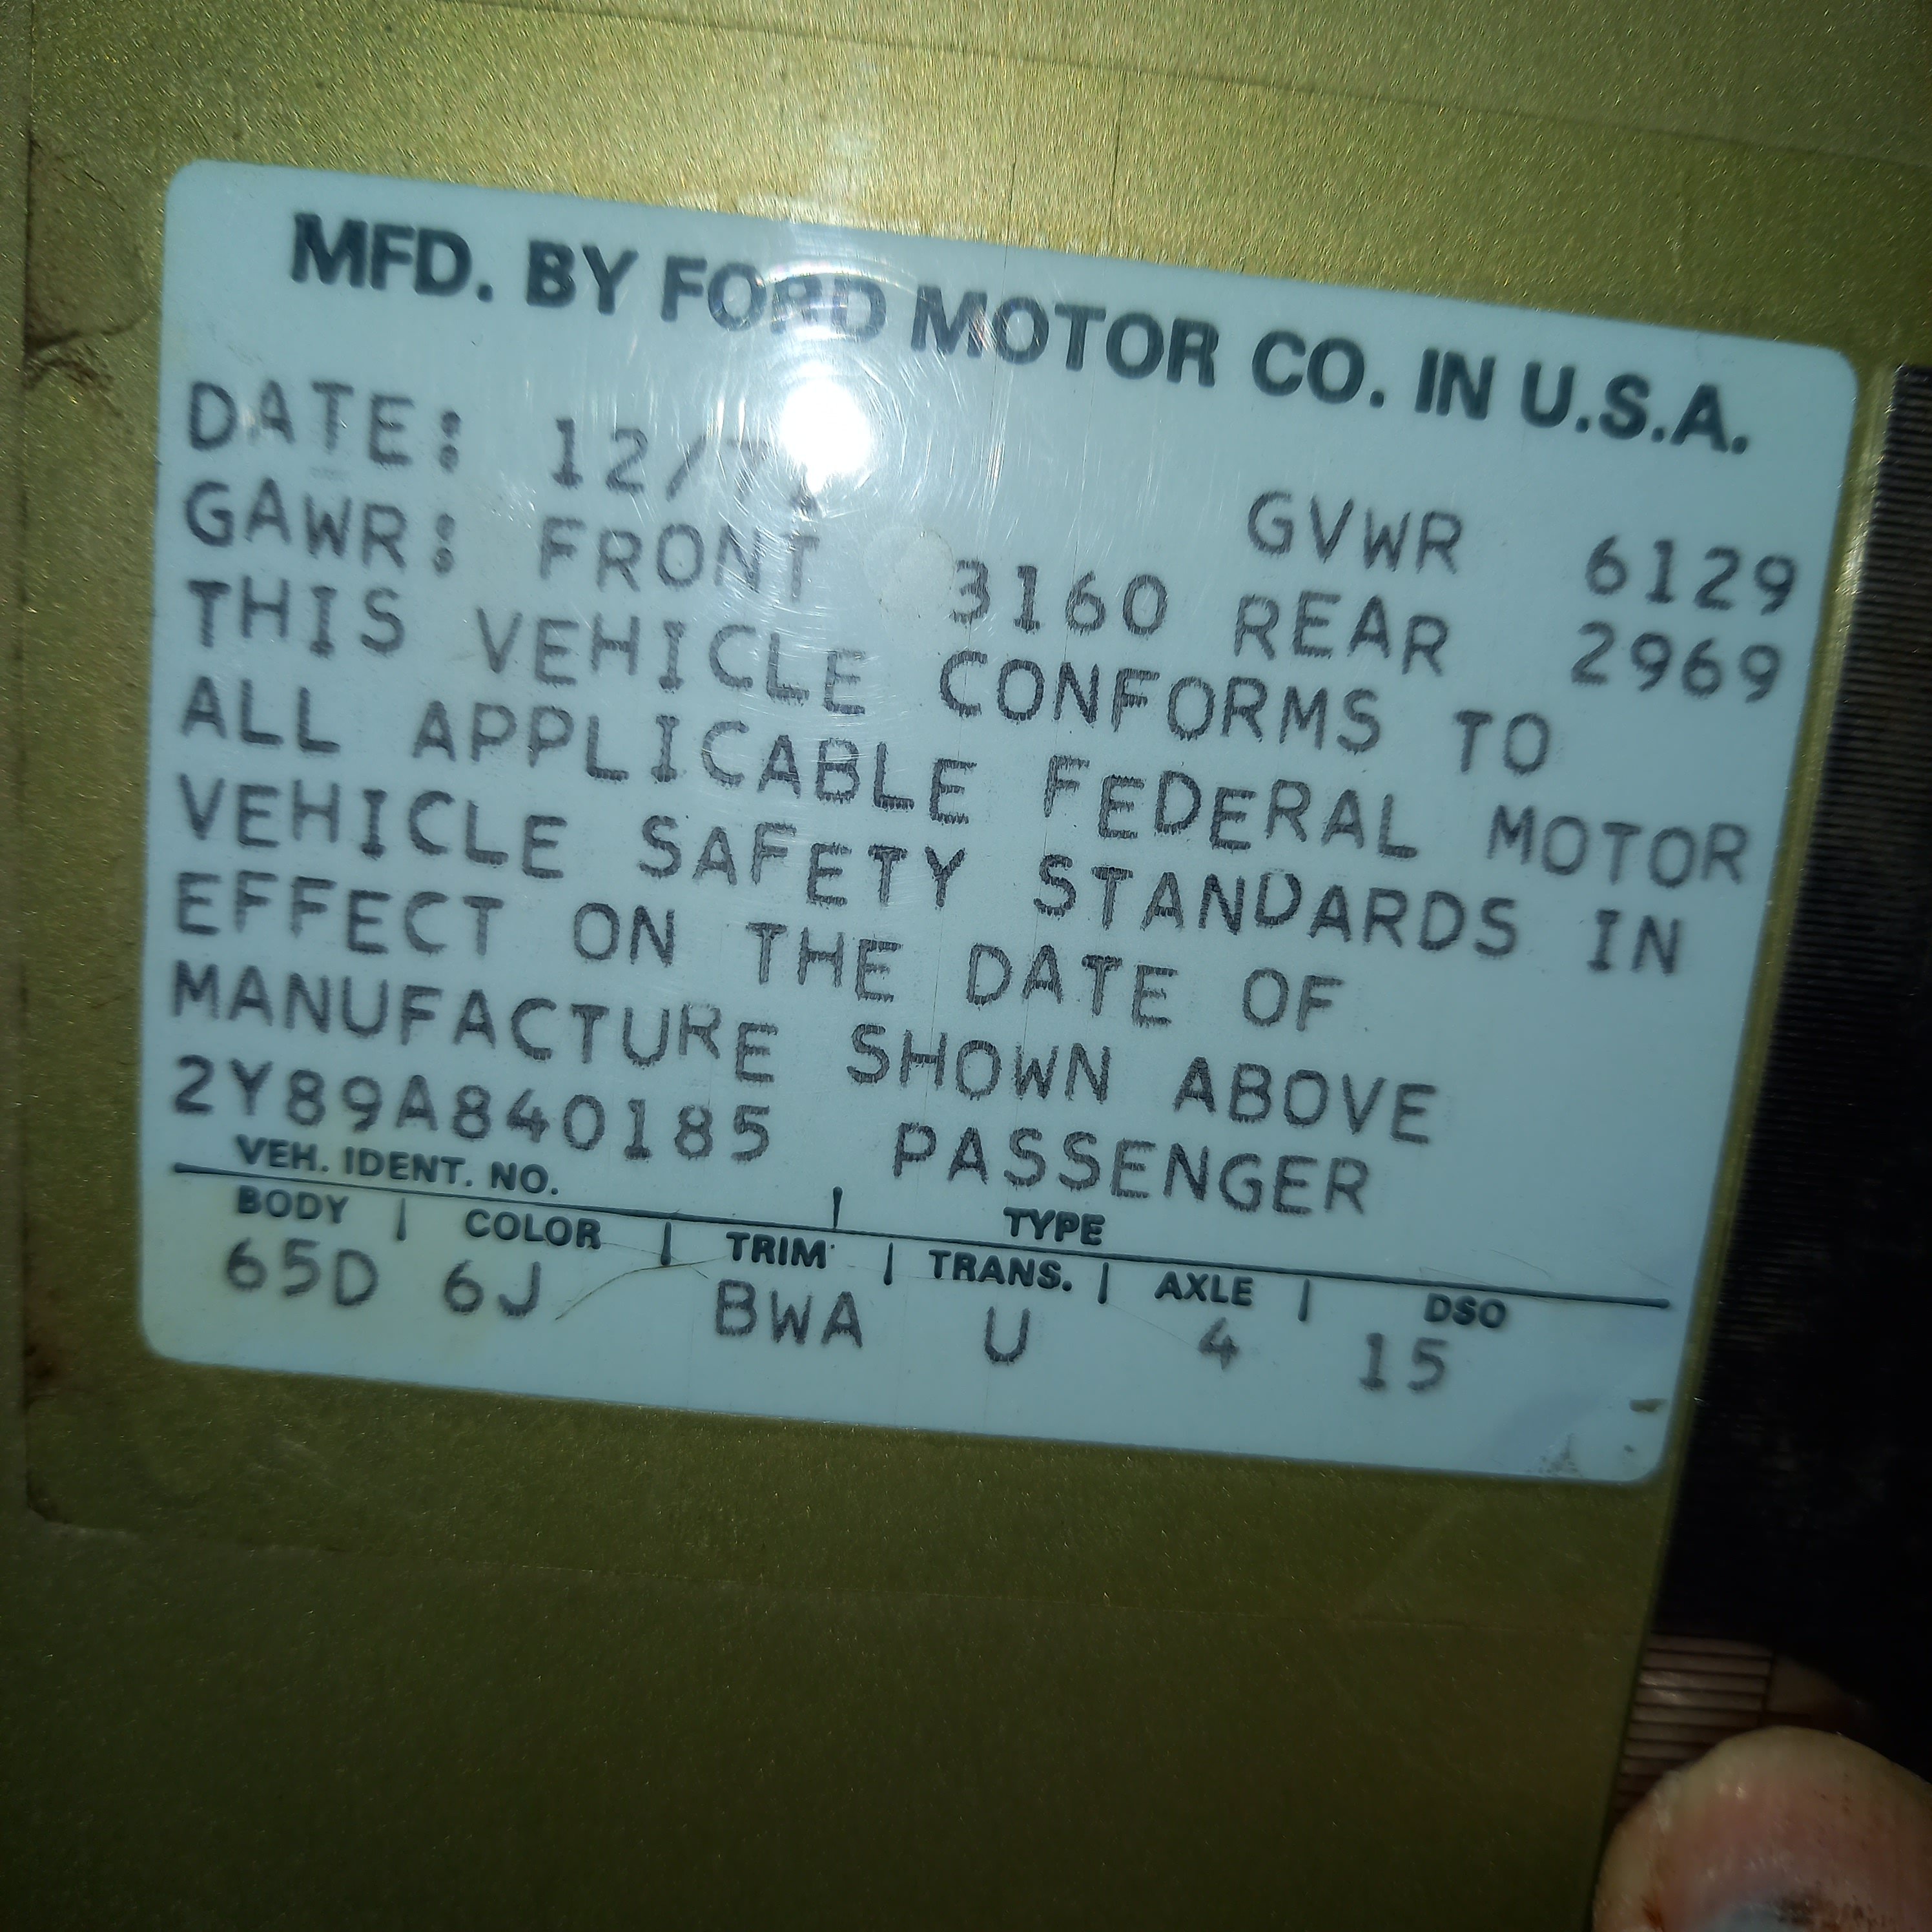 MFD. BY FORD MOTOR CO. IN U.S.A.
DATE: GVWR 6129
GAWR: FRONT 3160 REAR 2969
THIS VEHICLE CONFORMS TO
ALL APPLICABLE FEDERAL MOTOR
VEHICLE SAFETY STANDARDS IN
EFFECT ON THE DATE OF
MANUFACTURE SHOWN ABOVE
2Y89A840185 PASSENGER
VEH. IDENT. NO. TYPE
BODY | COLOR | TRIM | TRANS. | AXLE | DSO
65D 6J BWA U 4 15